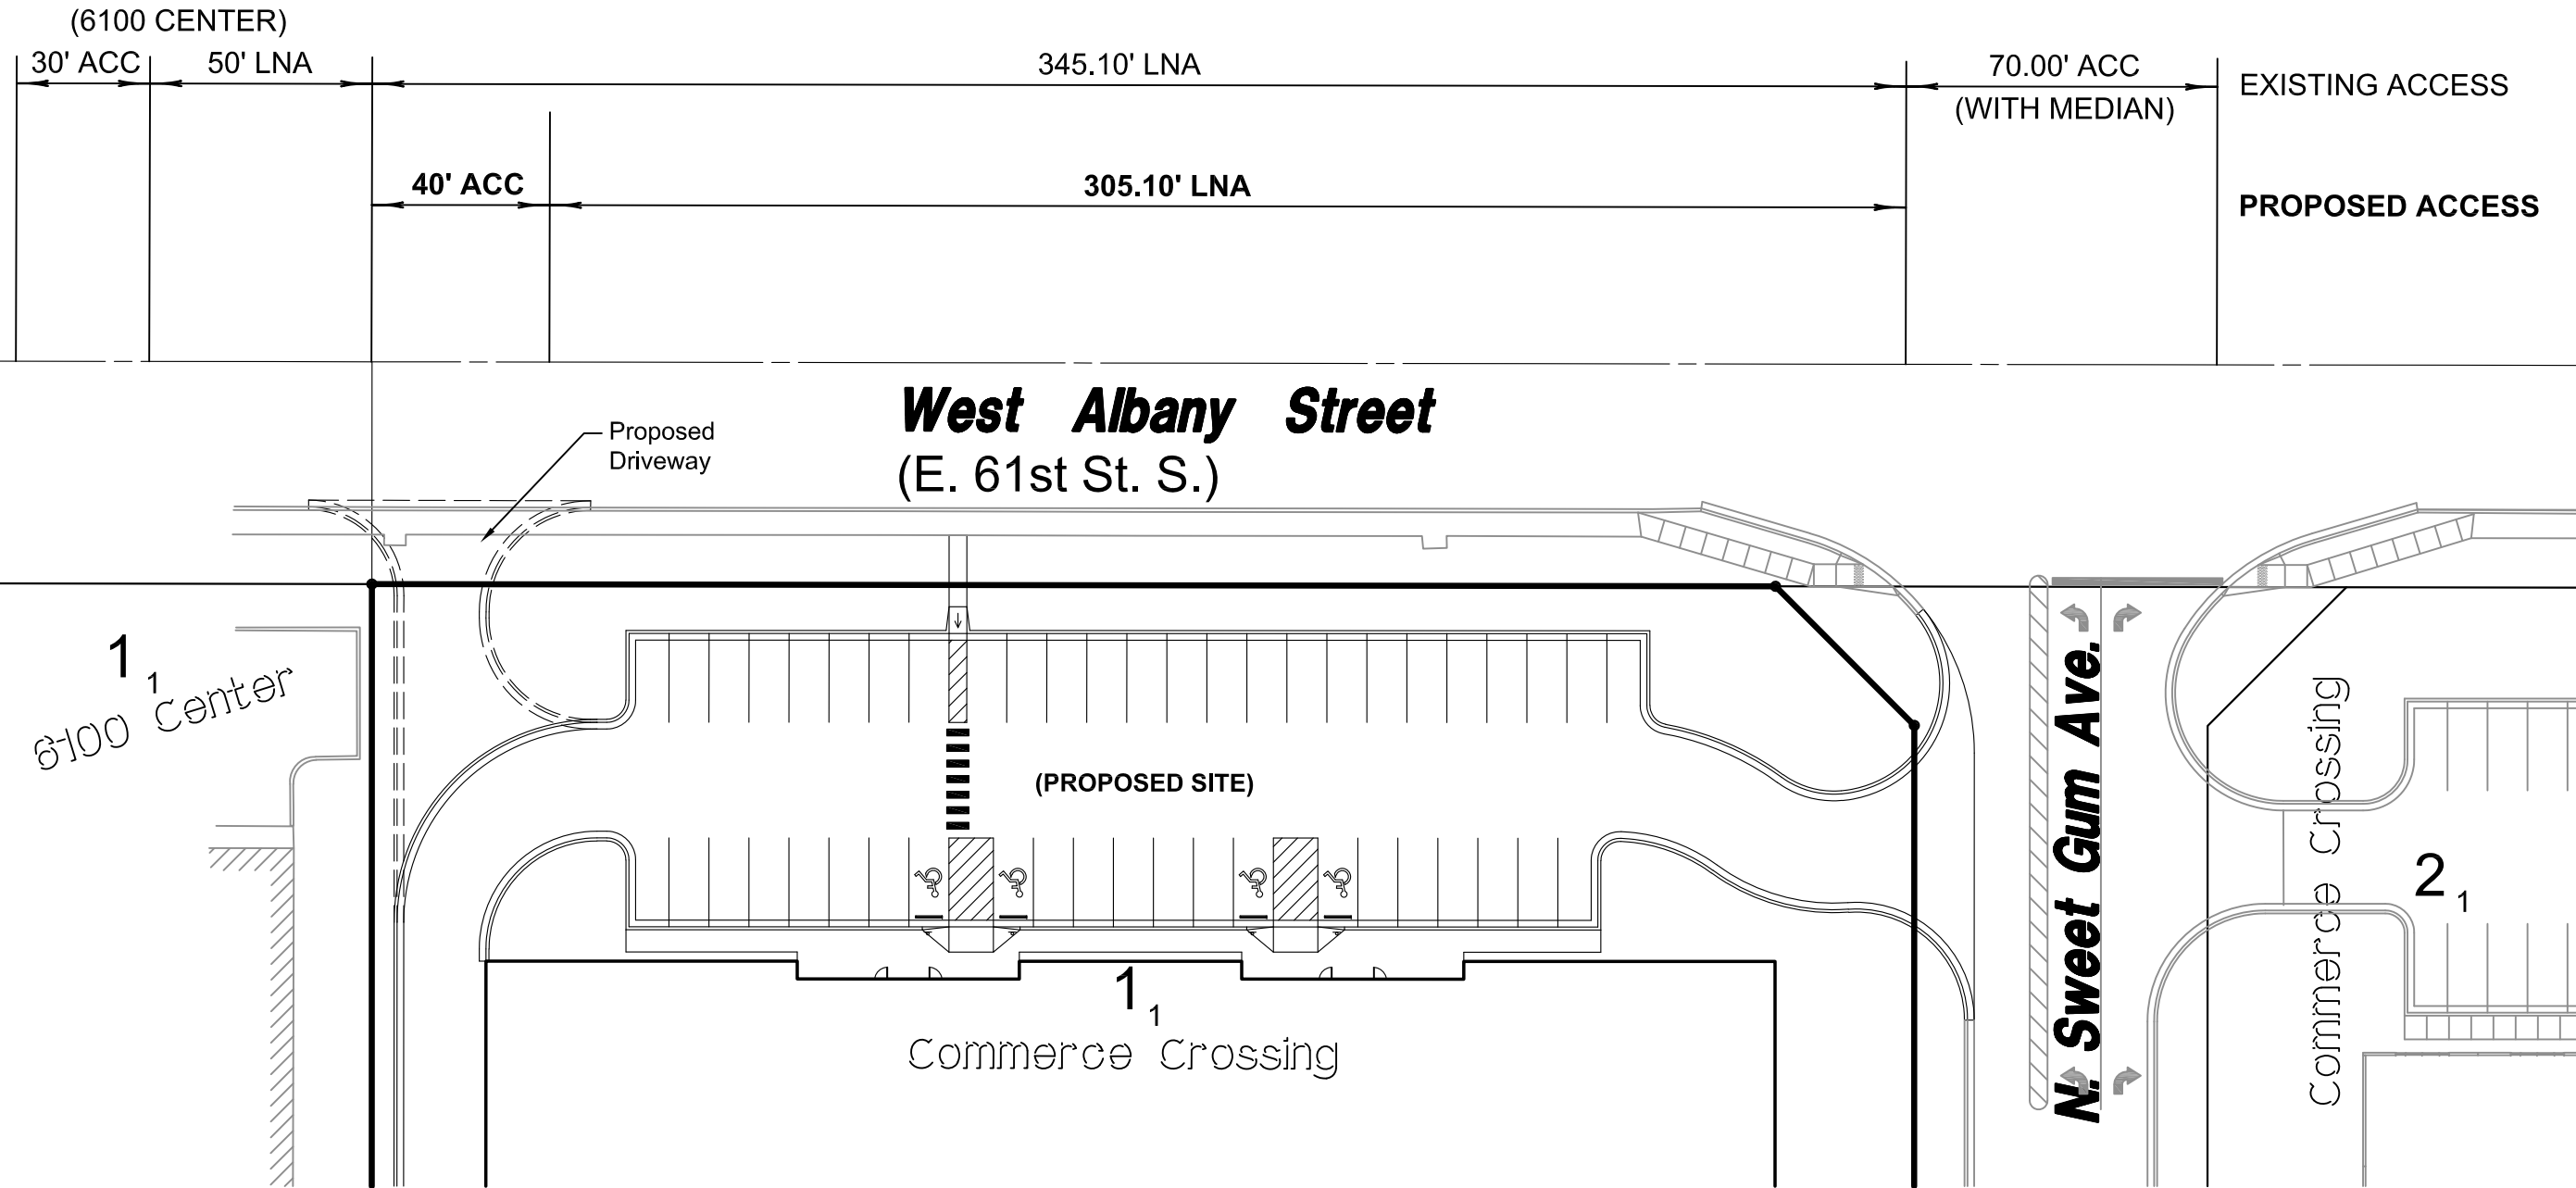 (6100 CENTER)
30' ACC
50' LNA
345.10' LNA
70.00' ACC
(WITH MEDIAN)
EXISTING ACCESS
40' ACC
305.10' LNA
PROPOSED ACCESS
West Albany Street
(E. 61st St. S.)
Proposed
Driveway
1 1
6100 Center
(PROPOSED SITE)
1 1
Commerce Crossing
N. Sweet Gum Ave.
Commerce Crossing
2 1